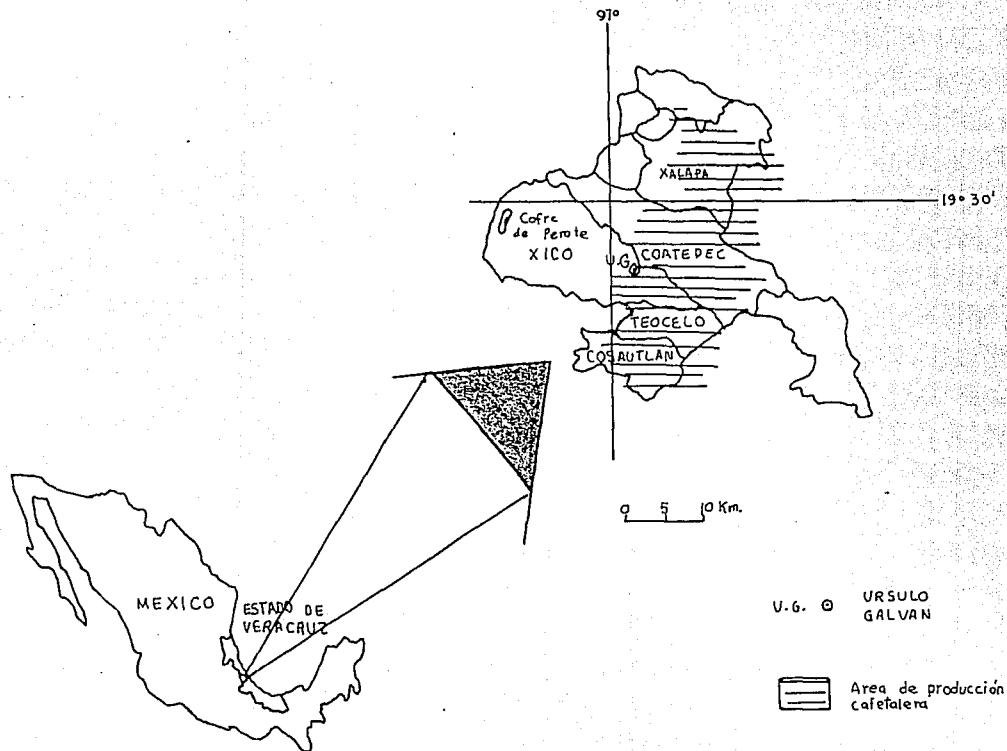 97°
XALAPA
19° 30'
Cofre
de Perote
XICO
U.G.
COATEPEC
TEOCELO
COSAUTLAN
0 5 10 Km.
MEXICO
ESTADO DE
VERACRUZ
U.G. URSULO
GALVAN
Area de producción
cafetalera